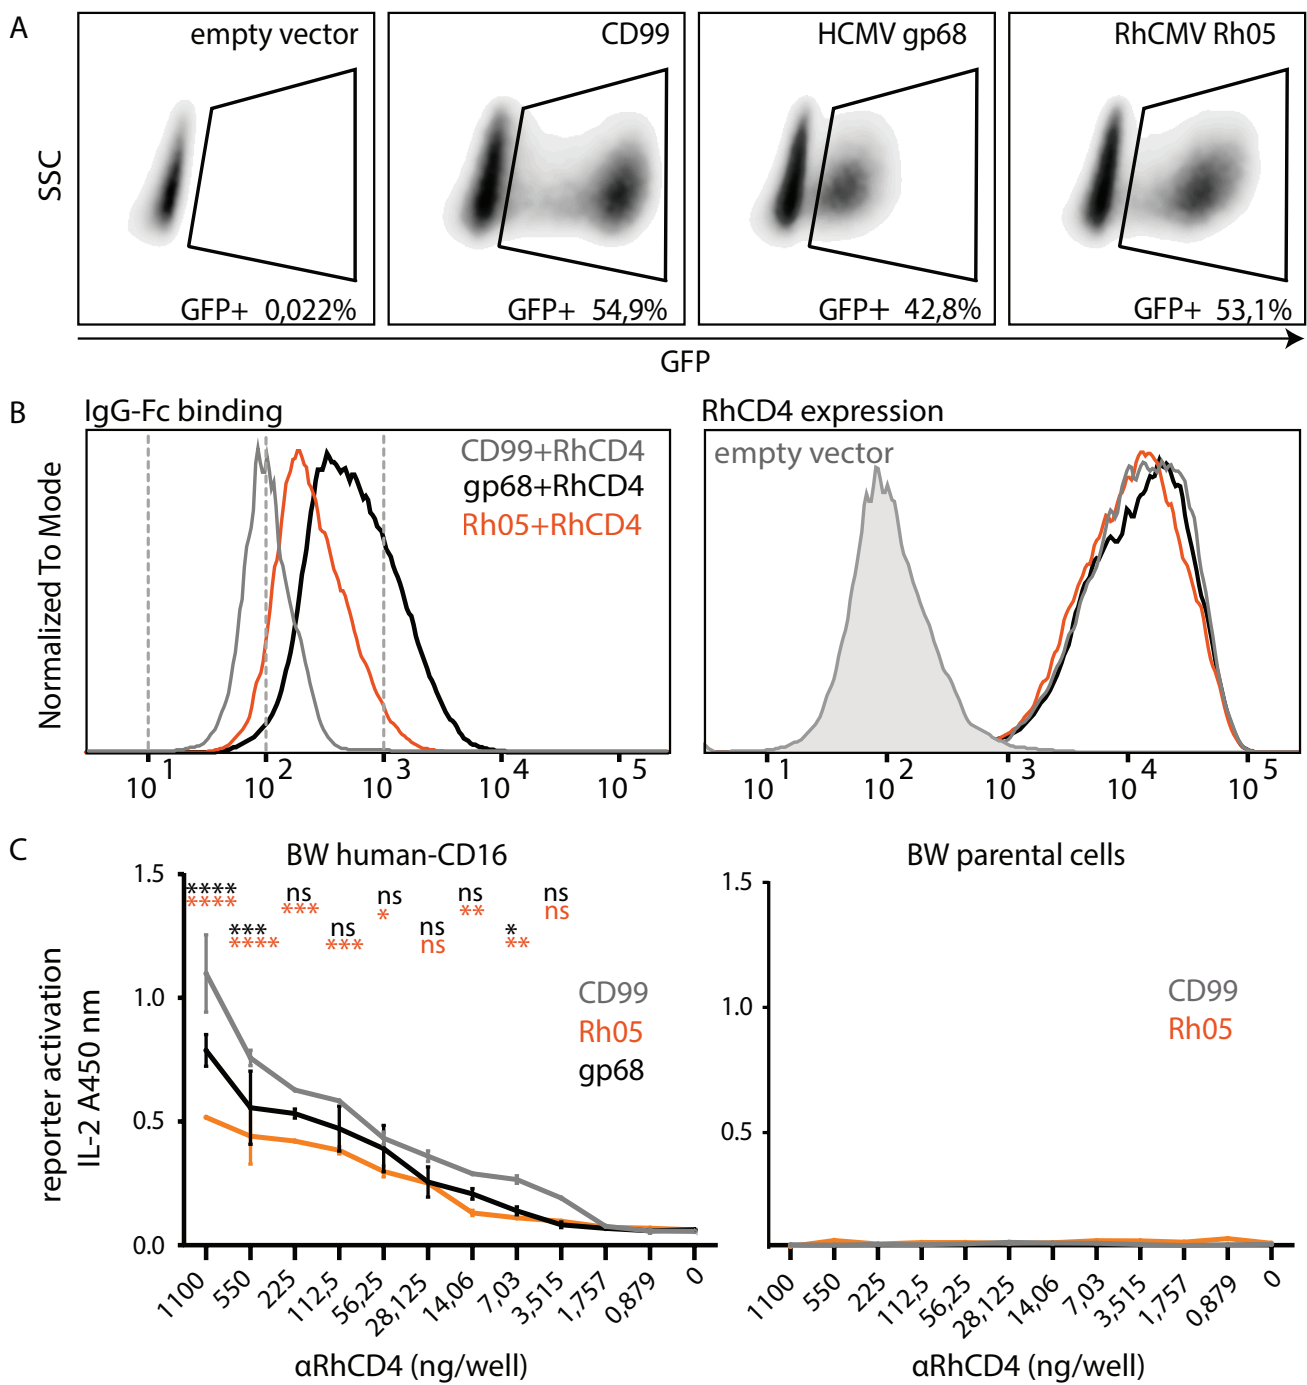 A
empty vector
CD99
HCMV gp68
RhCMV Rh05
SSC
GFP+ 0,022%
GFP+ 54,9%
GFP+ 42,8%
GFP+ 53,1%
GFP
B
IgG-Fc binding
RhCD4 expression
Normalized To Mode
CD99+RhCD4
gp68+RhCD4
Rh05+RhCD4
empty vector
10 1 10 2 10 3 10 4 10 5
10 1 10 2 10 3 10 4 10 5
C
BW human-CD16
BW parental cells
reporter activation
IL-2 A450 nm
1.5
1.0
0.5
0.0
**** *** ns ns ns ns ns * ns
**** **** *** *** * ns ** ** ns
CD99
Rh05
gp68
1100 550 225 112,5 56,25 28,125 14,06 7,03 3,515 1,757 0,879 0
αRhCD4 (ng/well)
1.5
1.0
0.5
CD99
Rh05
1100 550 225 112,5 56,25 28,125 14,06 7,03 3,515 1,757 0,879 0
αRhCD4 (ng/well)